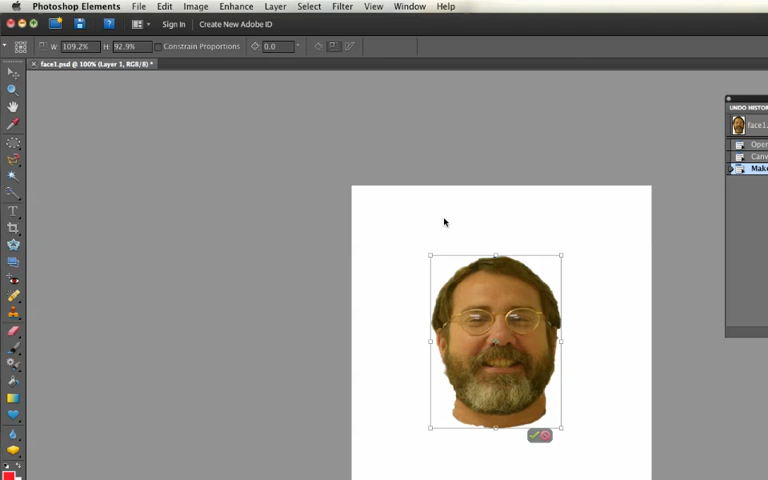 Photoshop Elements File Edit Image Enhance Layer Select Filter View Window Help
Sign In Create New Adobe ID
W: 109.2% H: 92.9% Constrain Proportions 0.0
face1.psd @ 100% (Layer 1, RGB/8) *
UNDO HISTO
face1.
Open
Canv
Make